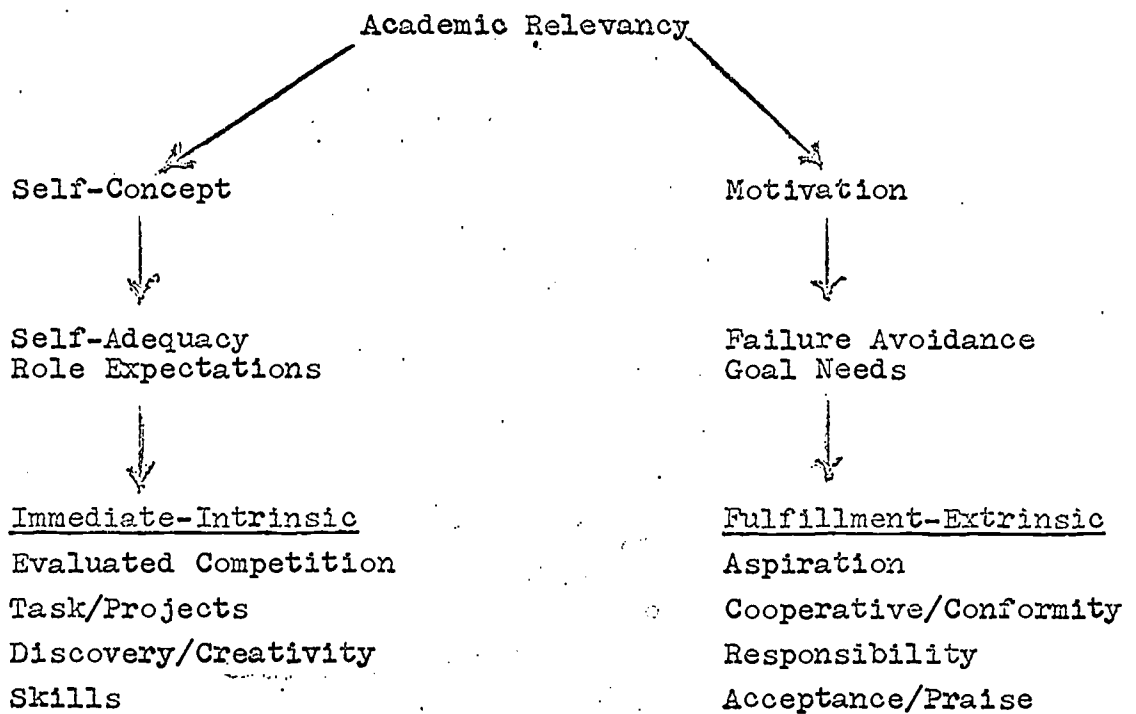 Academic Relevancy
Self-Concept
Motivation
Self-Adequacy
Role Expectations
Failure Avoidance
Goal Needs
Immediate-Intrinsic
Fulfillment-Extrinsic
Evaluated Competition
Aspiration
Task/Projects
Cooperative/Conformity
Discovery/Creativity
Responsibility
Skills
Acceptance/Praise